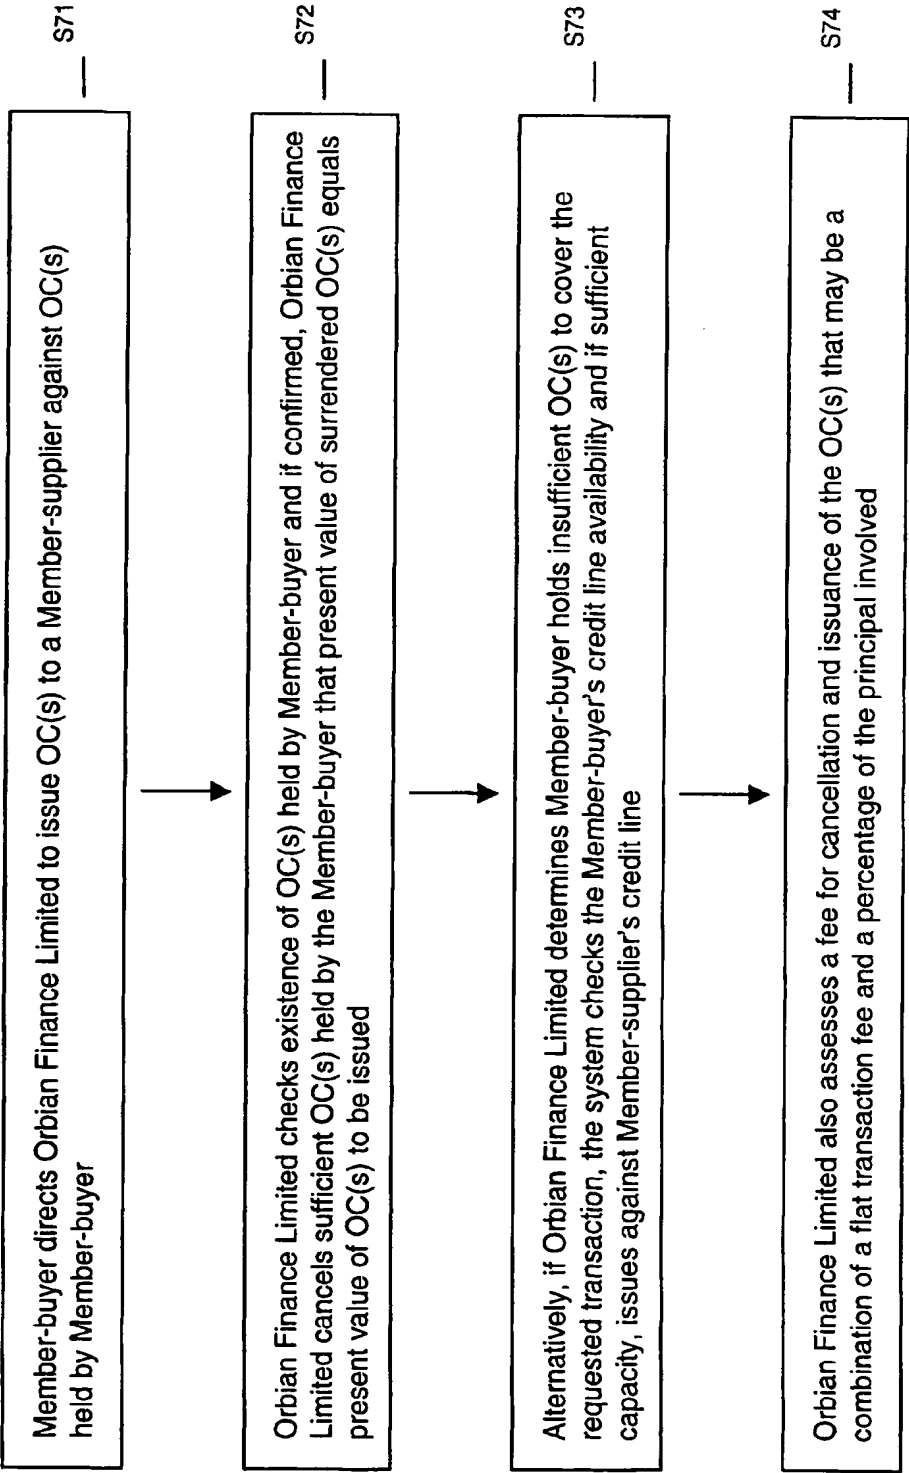 Member-buyer directs Orbian Finance Limited to issue OC(s) to a Member-supplier against OC(s)
held by Member-buyer
S71
Orbian Finance Limited checks existence of OC(s) held by Member-buyer and if confirmed, Orbian Finance
Limited cancels sufficient OC(s) held by the Member-buyer that present value of surrendered OC(s) equals
present value of OC(s) to be issued
S72
Alternatively, if Orbian Finance Limited determines Member-buyer holds insufficient OC(s) to cover the
requested transaction, the system checks the Member-buyer's credit line availability and if sufficient
capacity, issues against Member-supplier's credit line
S73
Orbian Finance Limited also assesses a fee for cancellation and issuance of the OC(s) that may be a
combination of a flat transaction fee and a percentage of the principal involved
S74